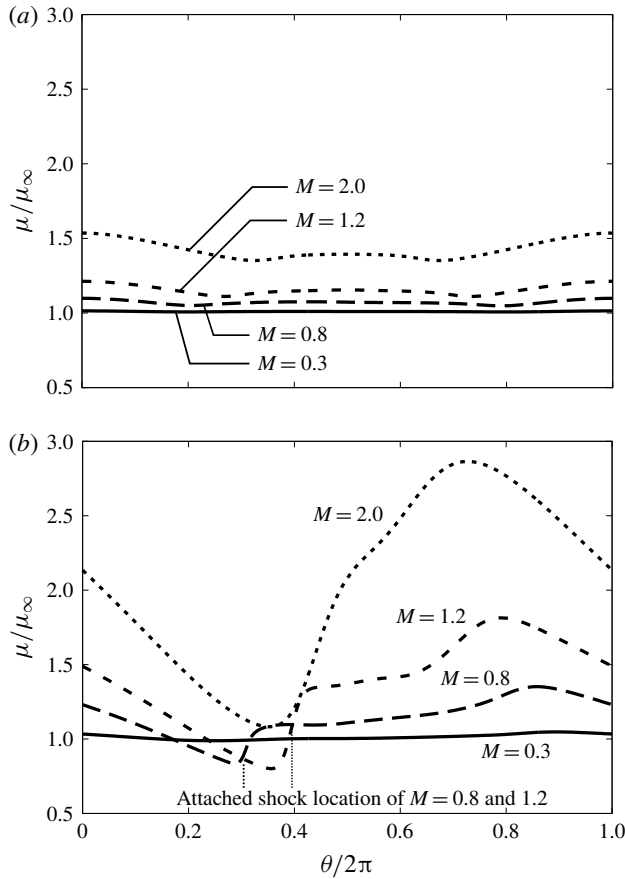 (a)
3.0
2.5
2.0
1.5
1.0
0.5
μ/μ∞
M = 2.0
M = 1.2
M = 0.8
M = 0.3
(b)
3.0
2.5
2.0
1.5
1.0
0.5
μ/μ∞
M = 2.0
M = 1.2
M = 0.8
M = 0.3
Attached shock location of M = 0.8 and 1.2
0 0.2 0.4 0.6 0.8 1.0
θ/2π